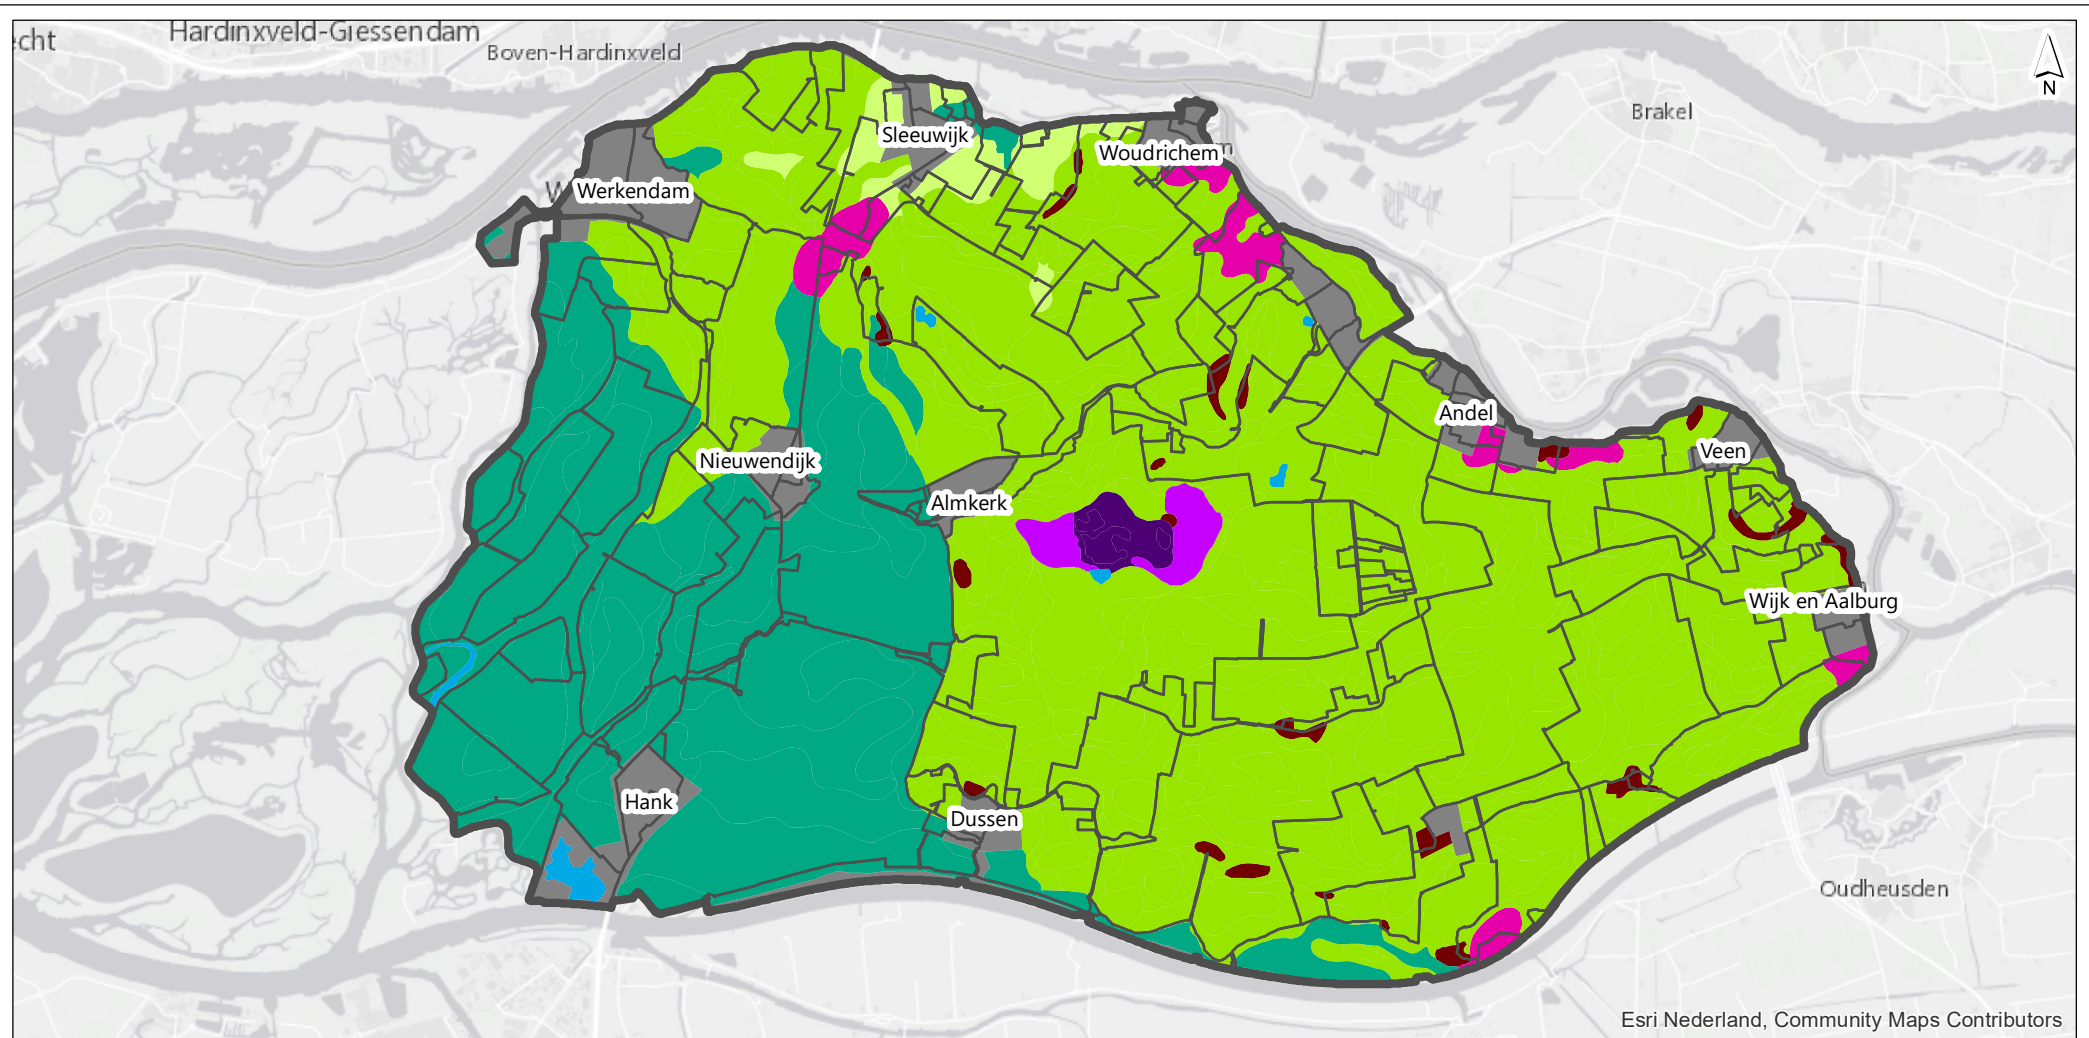 echt
Hardinxveld-Giessendam
Boven-Hardinxveld
N
Brakel
Sleeuwijk
Woudrichem
Werkendam
Andel
Veen
Nieuwendijk
Almkerk
Wijk en Aalburg
Hank
Dussen
Oudheusden
Esri Nederland, Community Maps Contributors